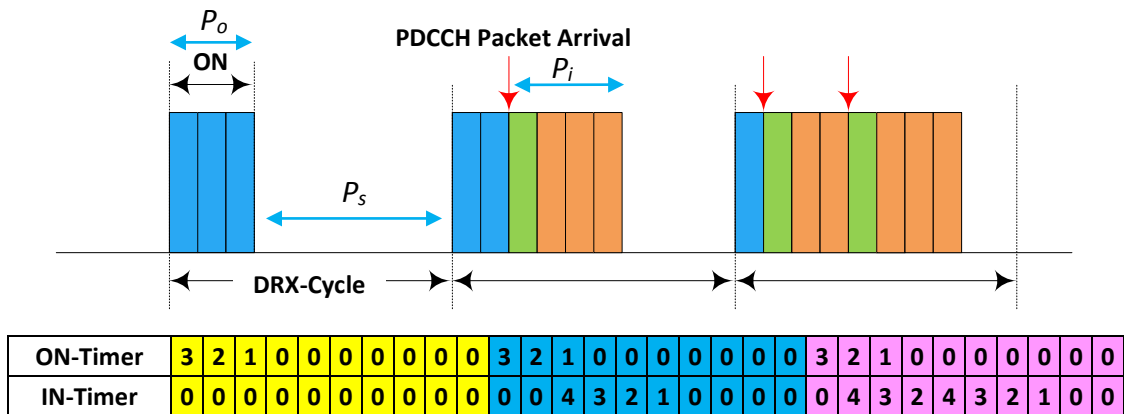 Po
ON
PDCCH Packet Arrival
Pi
Ps
DRX-Cycle
ON-Timer 3 2 1 0 0 0 0 0 0 0 3 2 1 0 0 0 0 0 0 0 3 2 1 0 0 0 0 0 0 0
IN-Timer 0 0 0 0 0 0 0 0 0 0 0 0 4 3 2 1 0 0 0 0 0 4 3 2 4 3 2 1 0 0